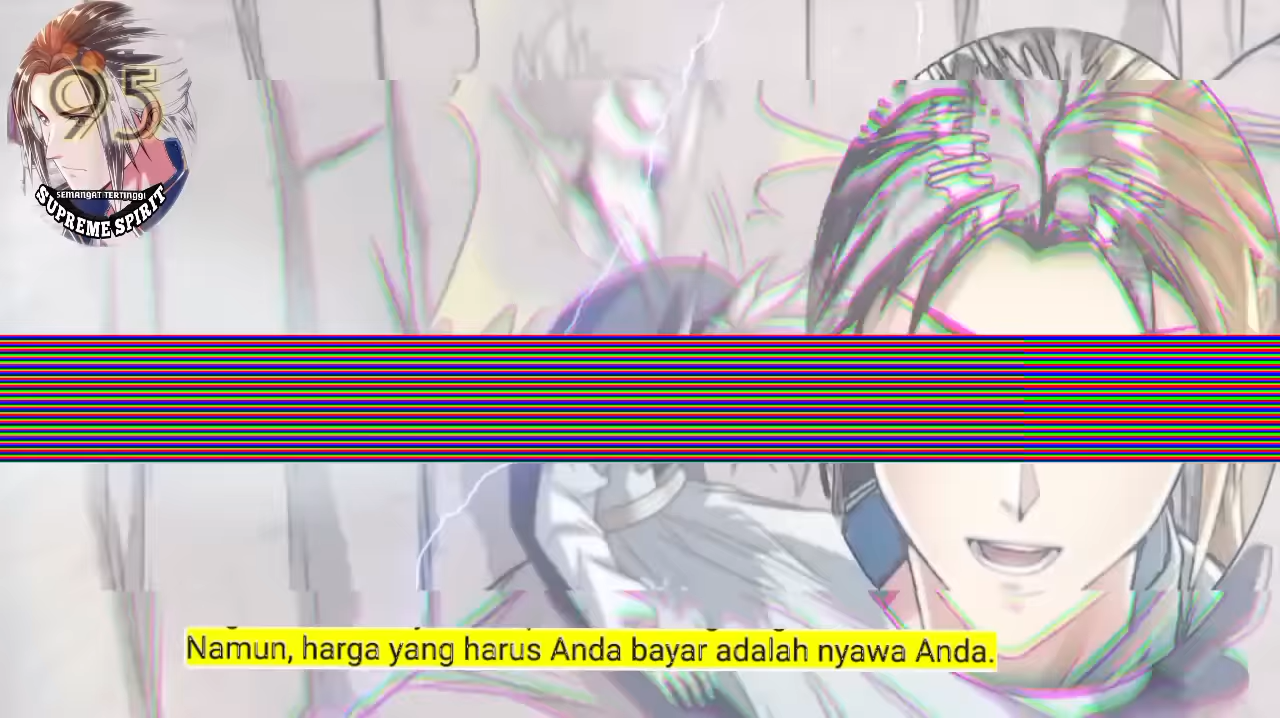 95
SEMANGAT TERTINGGI
SUPREME SPIRIT
Namun, harga yang harus Anda bayar adalah nyawa Anda.